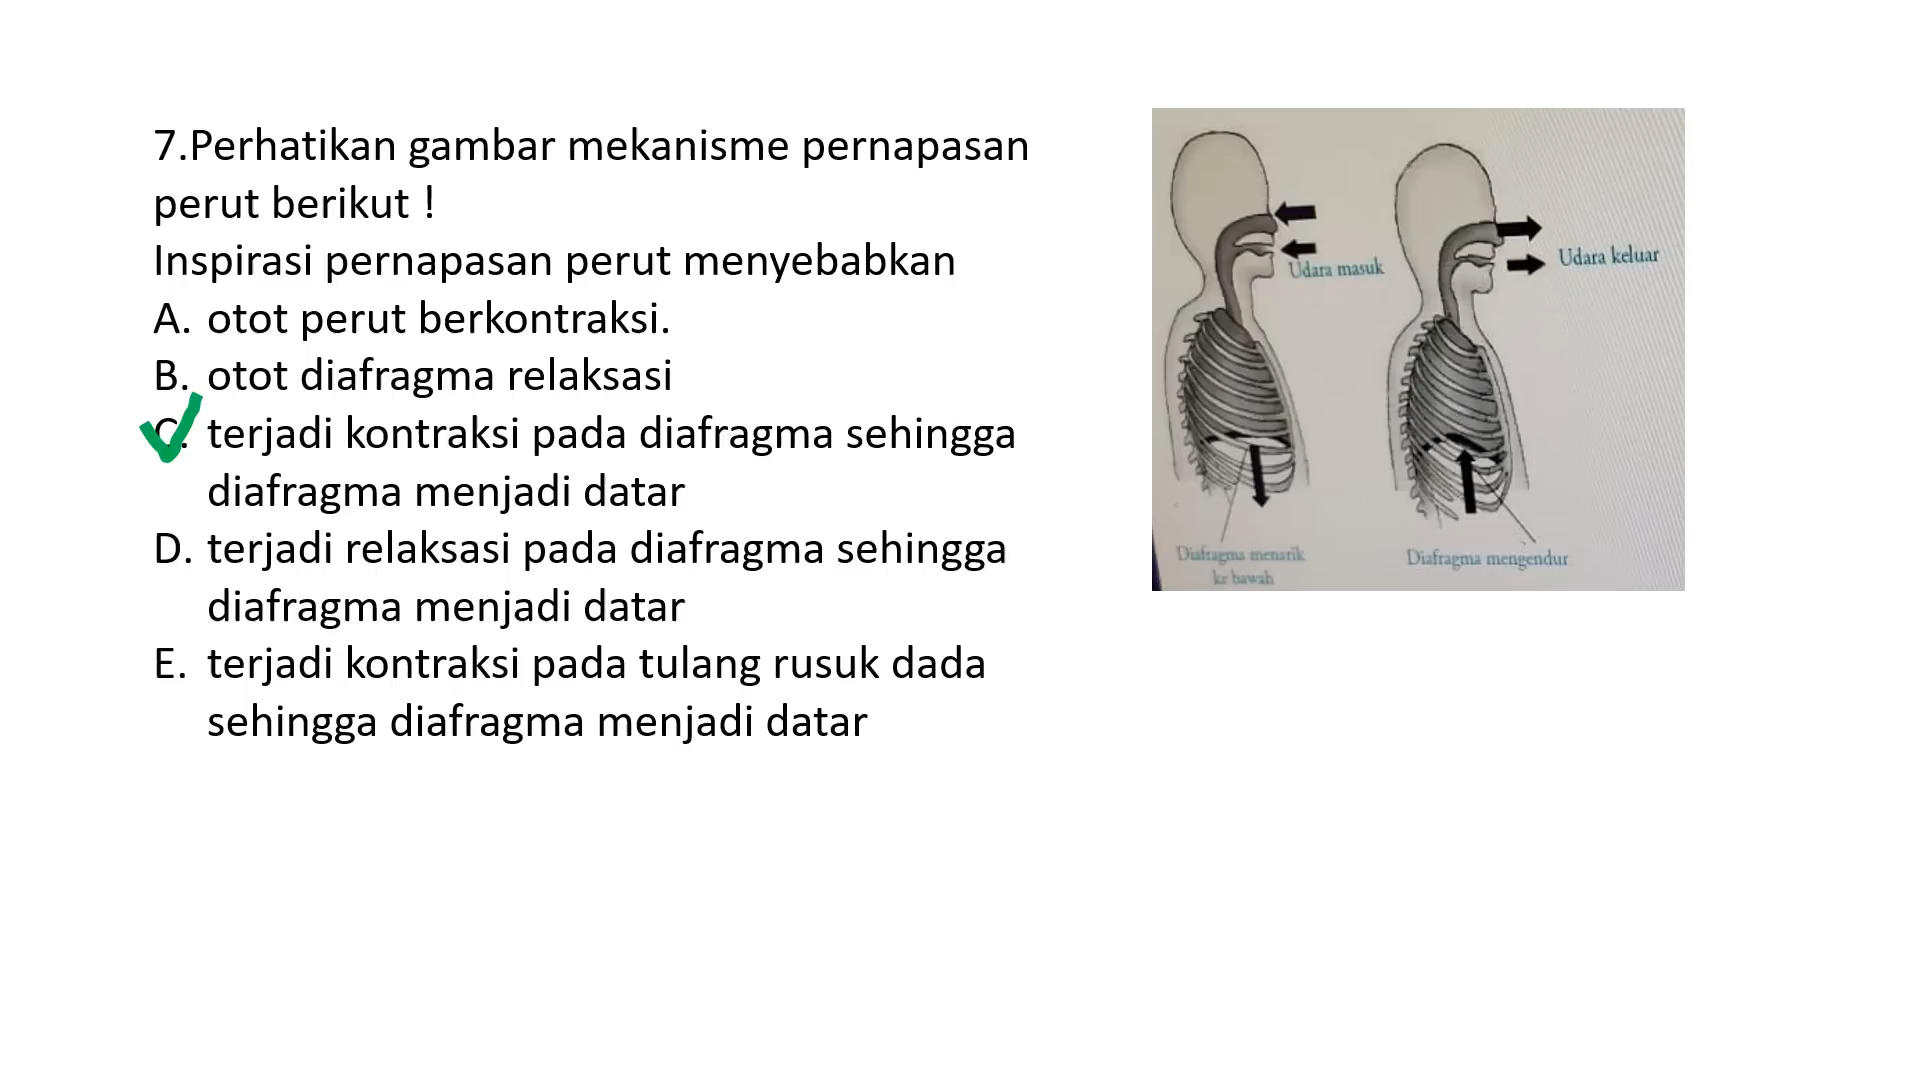 7.Perhatikan gambar mekanisme pernapasan
perut berikut !
Inspirasi pernapasan perut menyebabkan
A. otot perut berkontraksi.
B. otot diafragma relaksasi
C. terjadi kontraksi pada diafragma sehingga
diafragma menjadi datar
D. terjadi relaksasi pada diafragma sehingga
diafragma menjadi datar
E. terjadi kontraksi pada tulang rusuk dada
sehingga diafragma menjadi datar
Udara masuk
Udara keluar
Diafragma menarik
ke bawah
Diafragma mengendur